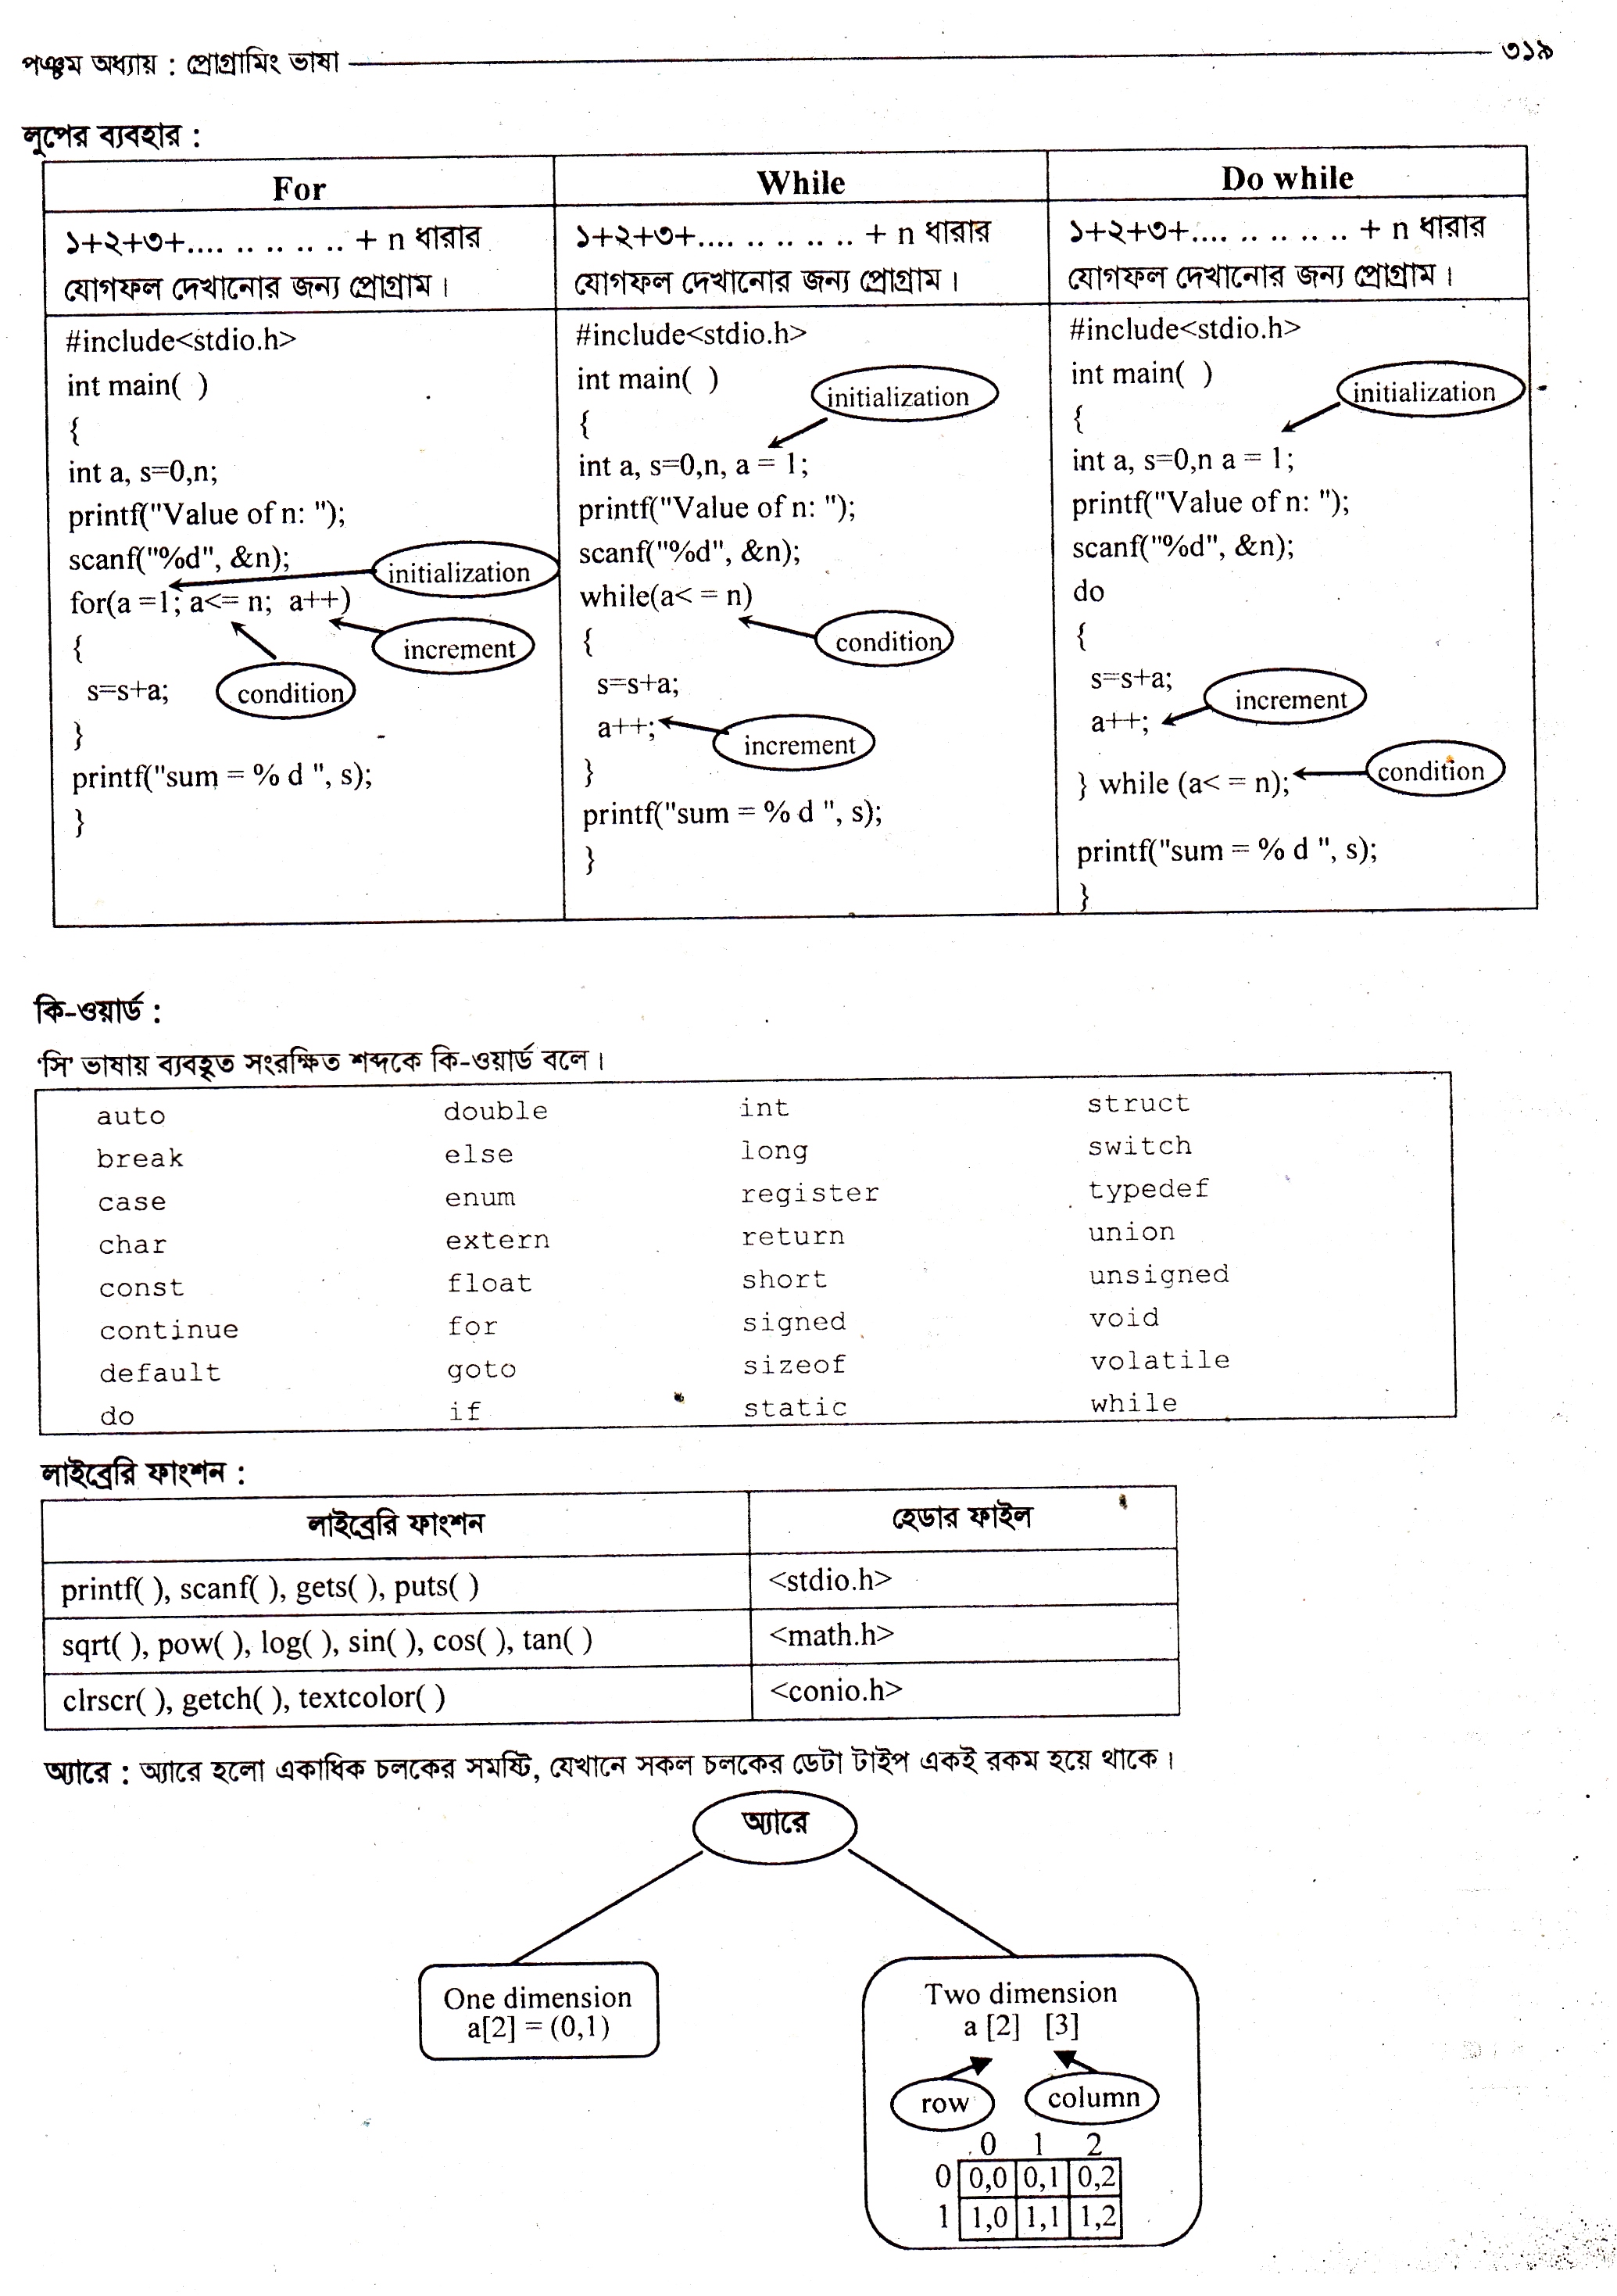 পঞ্চম অধ্যায় : প্রোগ্রামিং ভাষা ৩১৯
লুপের ব্যবহার :
For
১+২+৩+.... .. .. .. .. + n ধারার
যোগফল দেখানোর জন্য প্রোগ্রাম।
#include<stdio.h>
int main( )
{
int a, s=0,n;
printf("Value of n: ");
scanf("%d", &n);
initialization
for(a =1; a<= n; a++)
increment
{
s=s+a;
condition
}
printf("sum = % d ", s);
}
While
১+২+৩+.... .. .. .. .. + n ধারার
যোগফল দেখানোর জন্য প্রোগ্রাম।
#include<stdio.h>
int main( )
initialization
{
int a, s=0,n, a = 1;
printf("Value of n: ");
scanf("%d", &n);
while(a< = n)
{
condition
s=s+a;
a++;
increment
}
printf("sum = % d ", s);
}
Do while
১+২+৩+.... .. .. .. .. + n ধারার
যোগফল দেখানোর জন্য প্রোগ্রাম।
#include<stdio.h>
int main( )
initialization
{
int a, s=0,n a = 1;
printf("Value of n: ");
scanf("%d", &n);
do
{
s=s+a;
increment
a++;
condition
} while (a< = n);
printf("sum = % d ", s);
}
কি-ওয়ার্ড :
‘সি’ ভাষায় ব্যবহৃত সংরক্ষিত শব্দকে কি-ওয়ার্ড বলে।
auto double int struct
break else long switch
case enum register typedef
char extern return union
const float short unsigned
continue for signed void
default goto sizeof volatile
do if static while
লাইব্রেরি ফাংশন :
লাইব্রেরি ফাংশন হেডার ফাইল
printf( ), scanf( ), gets( ), puts( ) <stdio.h>
sqrt( ), pow( ), log( ), sin( ), cos( ), tan( ) <math.h>
clrscr( ), getch( ), textcolor( ) <conio.h>
অ্যারে : অ্যারে হলো একাধিক চলকের সমষ্টি, যেখানে সকল চলকের ডেটা টাইপ একই রকম হয়ে থাকে।
অ্যারে
One dimension
a[2] = (0,1)
Two dimension
a [2] [3]
row column
0 1 2
0 0,0 0,1 0,2
1 1,0 1,1 1,2